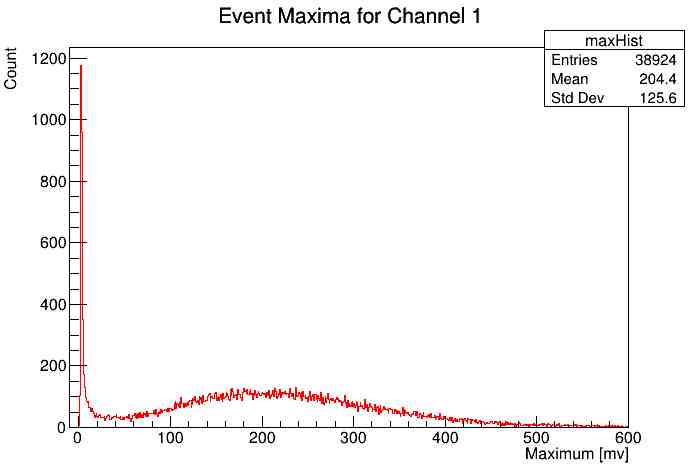 Event Maxima for Channel 1
maxHist
Entries 38924
Mean 204.4
Std Dev 125.6
Count
1200
1000
800
600
400
200
0
0 100 200 300 400 500 600
Maximum [mv]